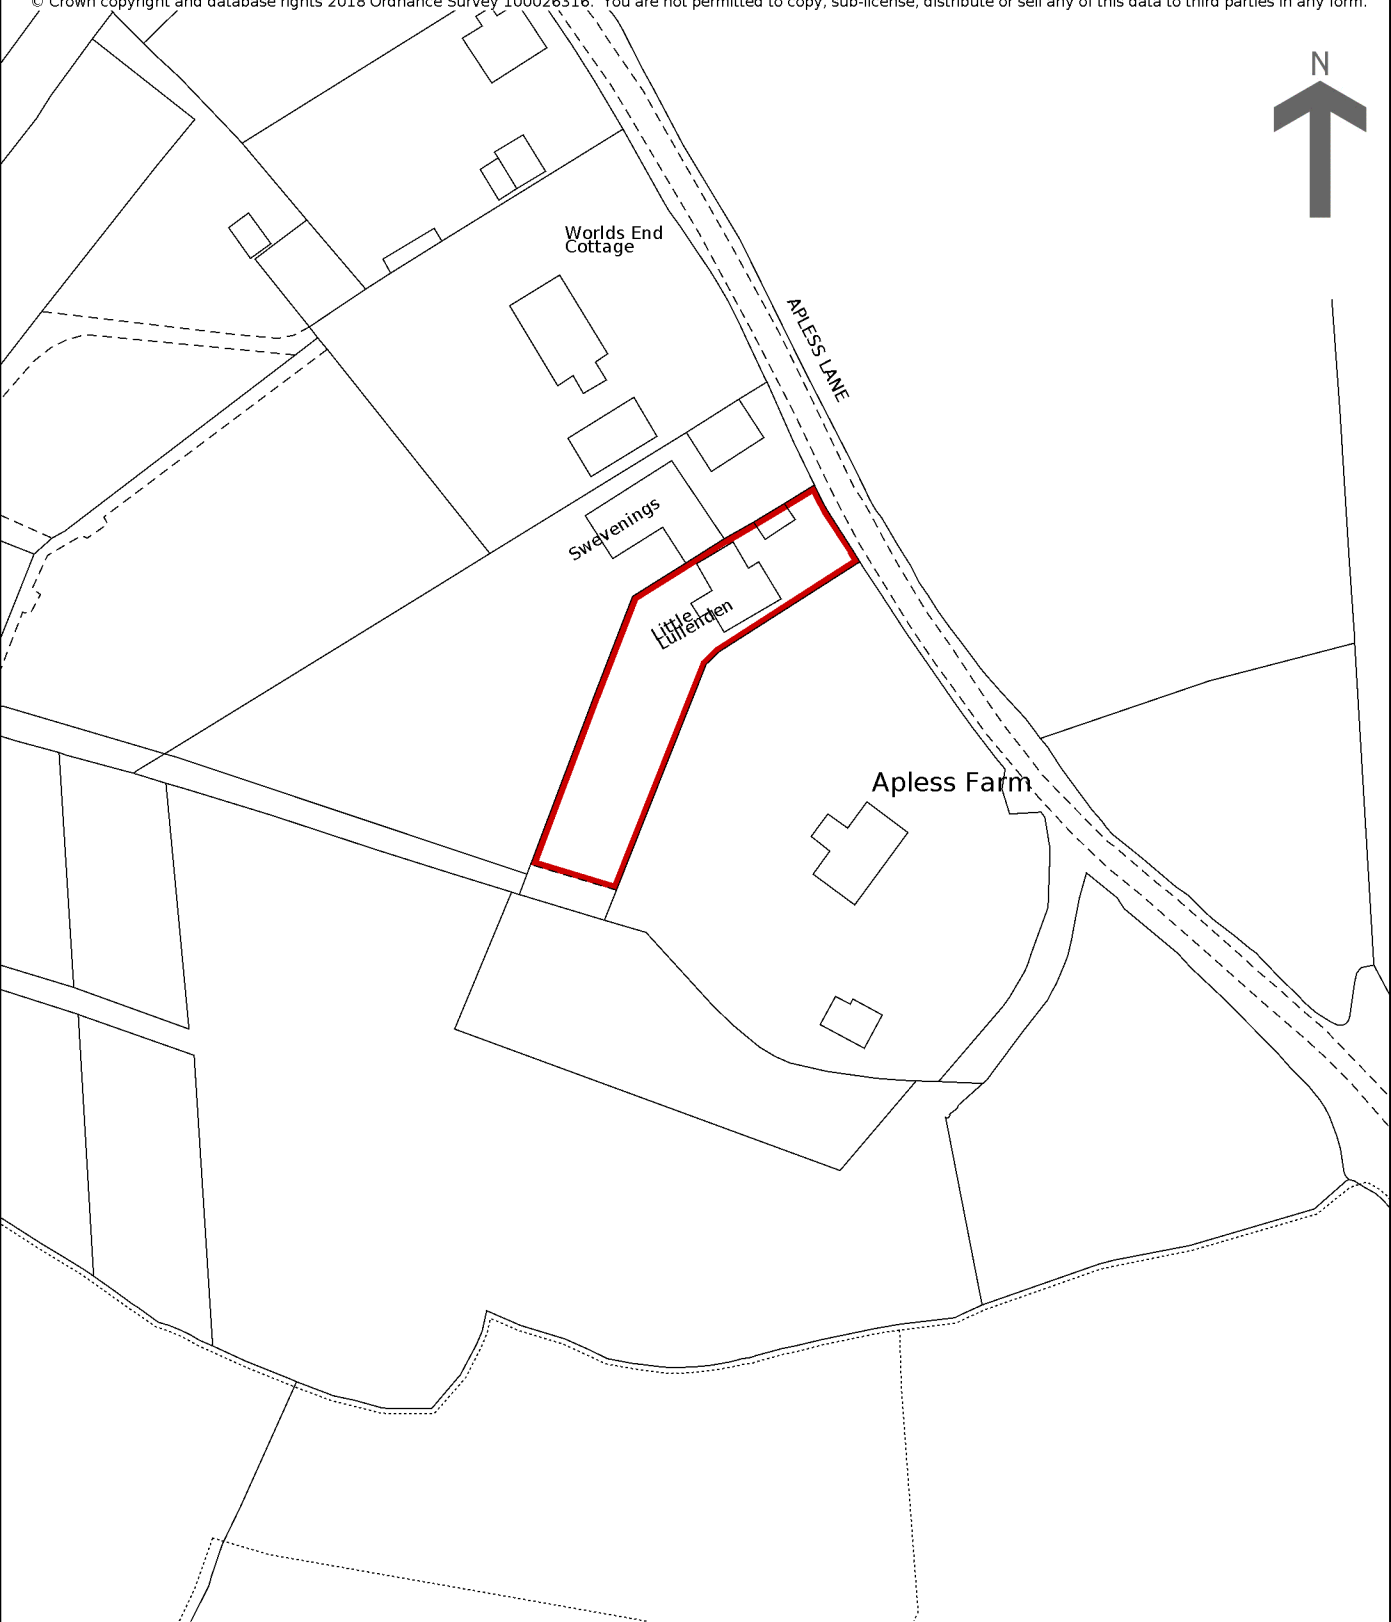 © Crown copyright and database rights 2018 Ordnance Survey 100026316. You are not permitted to copy, sub-license, distribute or sell any of this data to third parties in any form.
N
Worlds End
Cottage
APLESS LANE
Swevenings
Little
Lullenden
Apless Farm